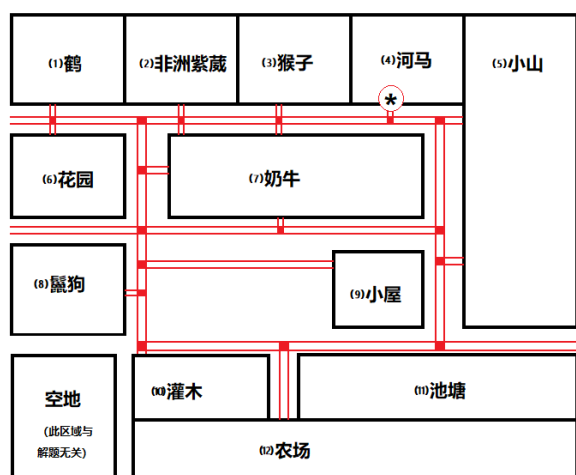 (1)鹤
(2)非洲紫葳
(3)猴子
(4)河马
*
(5)小山
(6)花园
(7)奶牛
(8)鬣狗
(9)小屋
空地
(此区域与
解题无关)
(10)灌木
(11)池塘
(12)农场